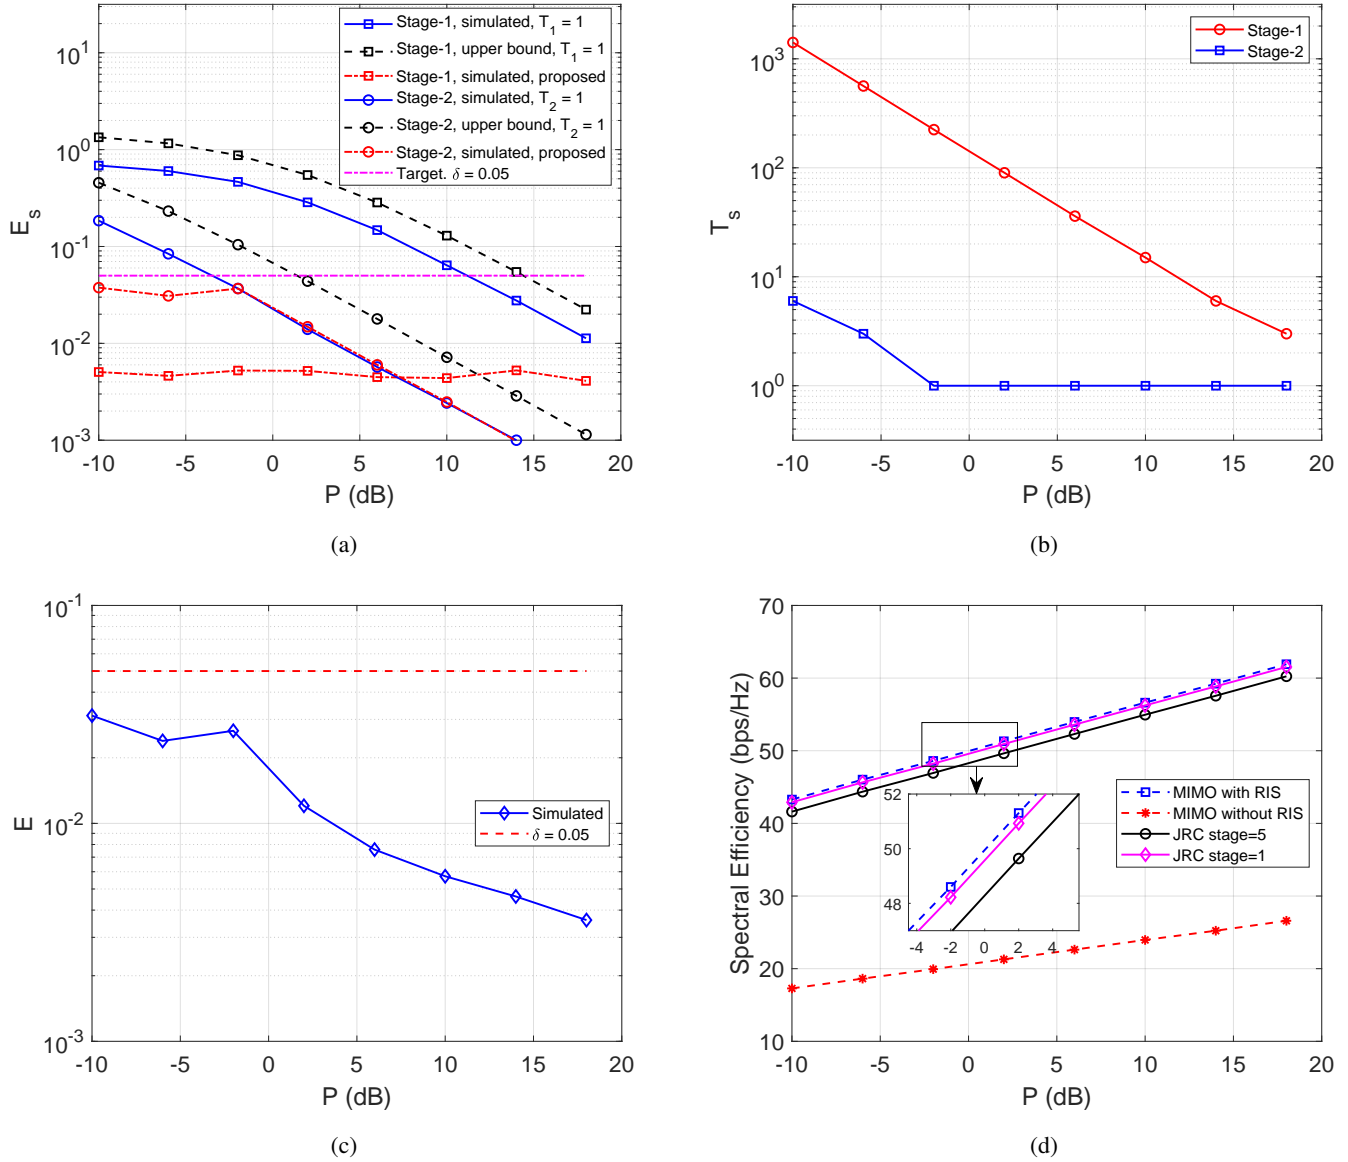 10^1
10^0
10^-1
10^-2
10^-3
E_s
-10 -5 0 5 10 15 20
P (dB)
Stage-1, simulated, T_1 = 1
Stage-1, upper bound, T_1 = 1
Stage-1, simulated, proposed
Stage-2, simulated, T_2 = 1
Stage-2, upper bound, T_2 = 1
Stage-2, simulated, proposed
Target. δ = 0.05
(a)
10^3
10^2
10^1
10^0
T_s
-10 -5 0 5 10 15 20
P (dB)
Stage-1
Stage-2
(b)
10^-1
10^-2
10^-3
E
-10 -5 0 5 10 15 20
P (dB)
Simulated
δ = 0.05
(c)
70
60
50
40
30
20
10
Spectral Efficiency (bps/Hz)
-10 -5 0 5 10 15 20
P (dB)
52
50
48
-4 -2 0 2 4
MIMO with RIS
MIMO without RIS
JRC stage=5
JRC stage=1
(d)